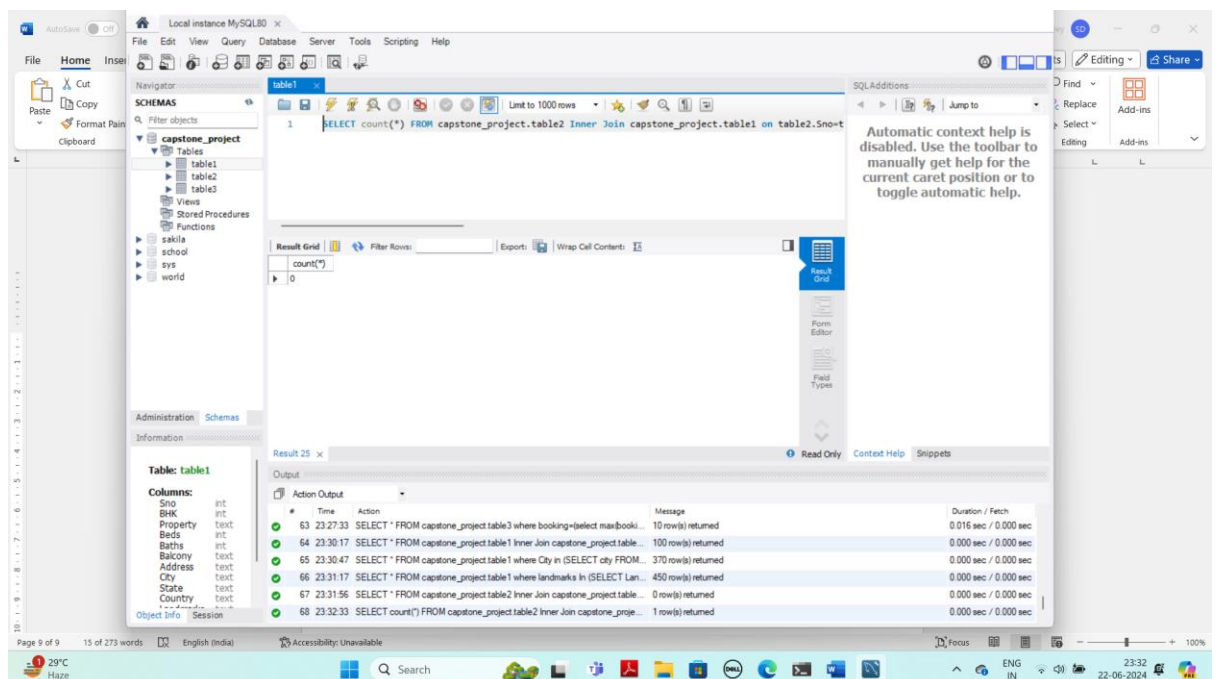 AutoSave Off
Local instance MySQL80
SD
File Edit View Query Database Server Tools Scripting Help
File Home Inser
Editing
Share
Cut
Copy
Paste
Format Pain
Clipboard
Navigator
SCHEMAS
Filter objects
capstone_project
Tables
table1
table2
table3
Views
Stored Procedures
Functions
sakila
school
sys
world
Administration Schemas
Information
Table: table1
Columns:
Sno int
BHK int
Property text
Beds int
Baths int
Balcony text
Address text
City text
State text
Country text
Object Info Session
table1
Limit to 1000 rows
1 SELECT count(*) FROM capstone_project.table2 Inner Join capstone_project.table1 on table2.Sno=t
Result Grid Filter Rows: Export: Wrap Cell Content:
count(*)
0
Result Grid
Form Editor
Field Types
Result 25
Read Only
SQLAdditions
Jump to
Automatic context help is
disabled. Use the toolbar to
manually get help for the
current caret position or to
toggle automatic help.
Context Help Snippets
Find
Replace
Select
Editing
Add-ins
Add-ins
Output
Action Output
# Time Action Message Duration / Fetch
63 23:27:33 SELECT * FROM capstone_project.table3 where booking=(select max(booki... 10 row(s) returned 0.016 sec / 0.000 sec
64 23:30:17 SELECT * FROM capstone_project.table1 Inner Join capstone_project.table... 100 row(s) returned 0.000 sec / 0.000 sec
65 23:30:47 SELECT * FROM capstone_project.table1 where City in (SELECT city FROM... 370 row(s) returned 0.000 sec / 0.000 sec
66 23:31:17 SELECT * FROM capstone_project.table1 where landmarks In (SELECT Lan... 450 row(s) returned 0.000 sec / 0.000 sec
67 23:31:56 SELECT * FROM capstone_project.table2 Inner Join capstone_project.table... 0 row(s) returned 0.000 sec / 0.000 sec
68 23:32:33 SELECT count(*) FROM capstone_project.table2 Inner Join capstone_proje... 1 row(s) returned 0.000 sec / 0.000 sec
Page 9 of 9 15 of 273 words English (India) Accessibility: Unavailable Focus 100%
1 29°C
Haze
Search
DELL
ENG
IN
23:32
22-06-2024